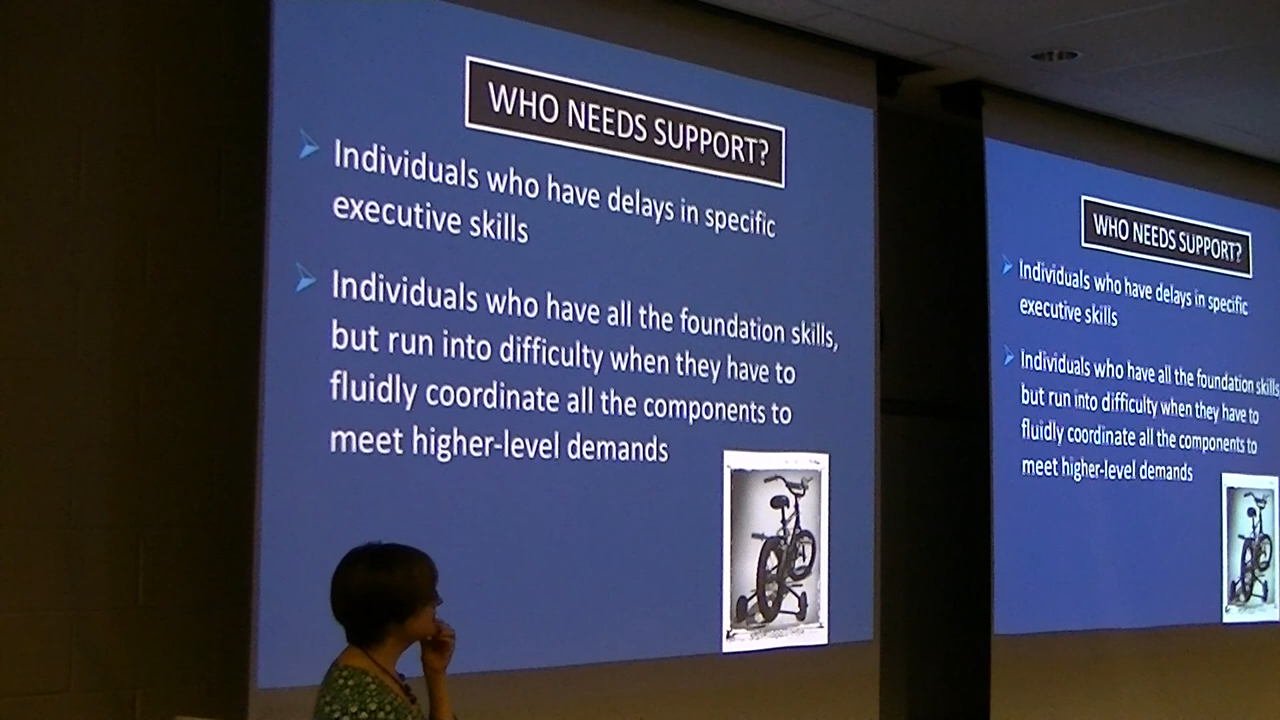 WHO NEEDS SUPPORT?
Individuals who have delays in specific
executive skills
Individuals who have all the foundation skills,
but run into difficulty when they have to
fluidly coordinate all the components to
meet higher-level demands
WHO NEEDS SUPPORT?
Individuals who have delays in specific
executive skills
Individuals who have all the foundation skills
but run into difficulty when they have to
fluidly coordinate all the components to
meet higher-level demands